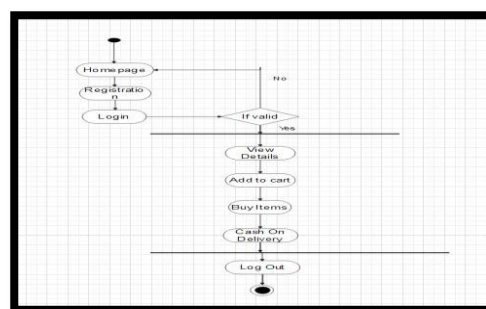 Homepage
No
Registratio
n
Login
If valid
Yes
View
Details
Add to cart
Buy Items
Cash On
Delivery
Log Out